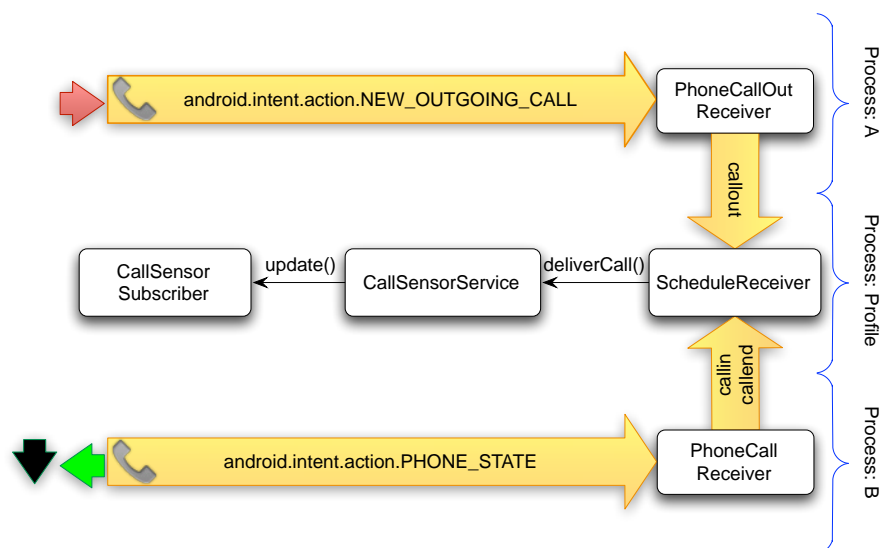 android.intent.action.NEW_OUTGOING_CALL
PhoneCallOut
Receiver
Process: A
callout
CallSensor
Subscriber
update()
CallSensorService
deliverCall()
ScheduleReceiver
Process: Profile
callin
callend
android.intent.action.PHONE_STATE
PhoneCall
Receiver
Process: B